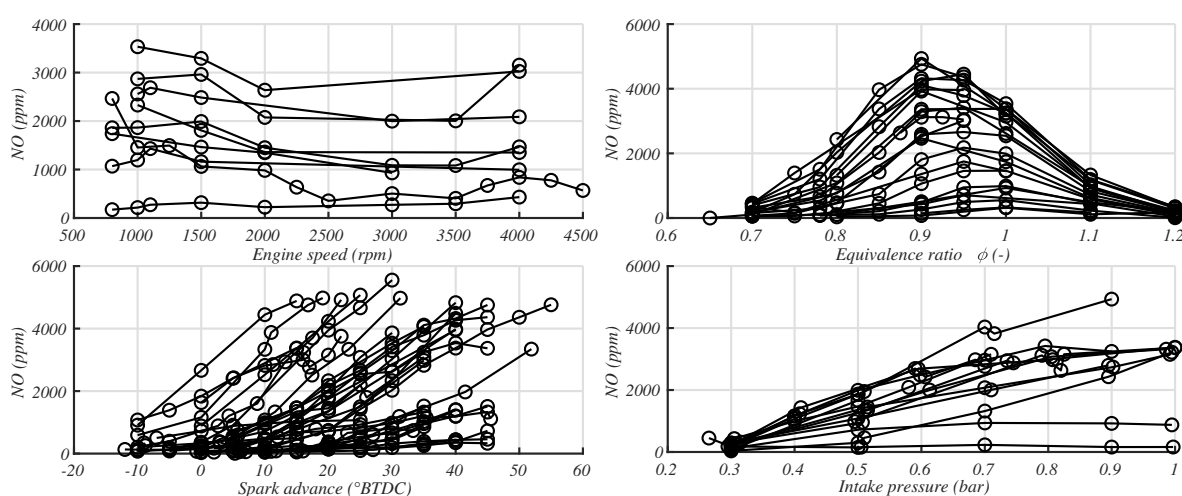 4000
3000
2000
1000
0
NO (ppm)
500 1000 1500 2000 2500 3000 3500 4000 4500
Engine speed (rpm)
6000
4000
2000
0
NO (ppm)
0.6 0.7 0.8 0.9 1 1.1 1.2
Equivalence ratio ϕ (-)
6000
4000
2000
0
NO (ppm)
-20 -10 0 10 20 30 40 50 60
Spark advance (°BTDC)
6000
4000
2000
0
NO (ppm)
0.2 0.3 0.4 0.5 0.6 0.7 0.8 0.9 1
Intake pressure (bar)